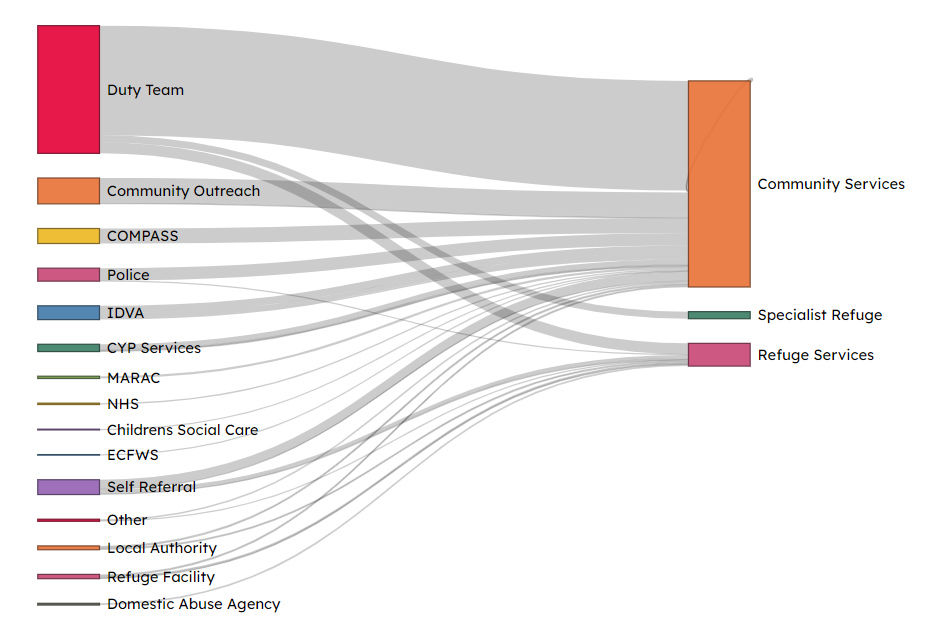 Duty Team
Community Outreach
COMPASS
Police
IDVA
CYP Services
MARAC
NHS
Childrens Social Care
ECFWS
Self Referral
Other
Local Authority
Refuge Facility
Domestic Abuse Agency
Community Services
Specialist Refuge
Refuge Services